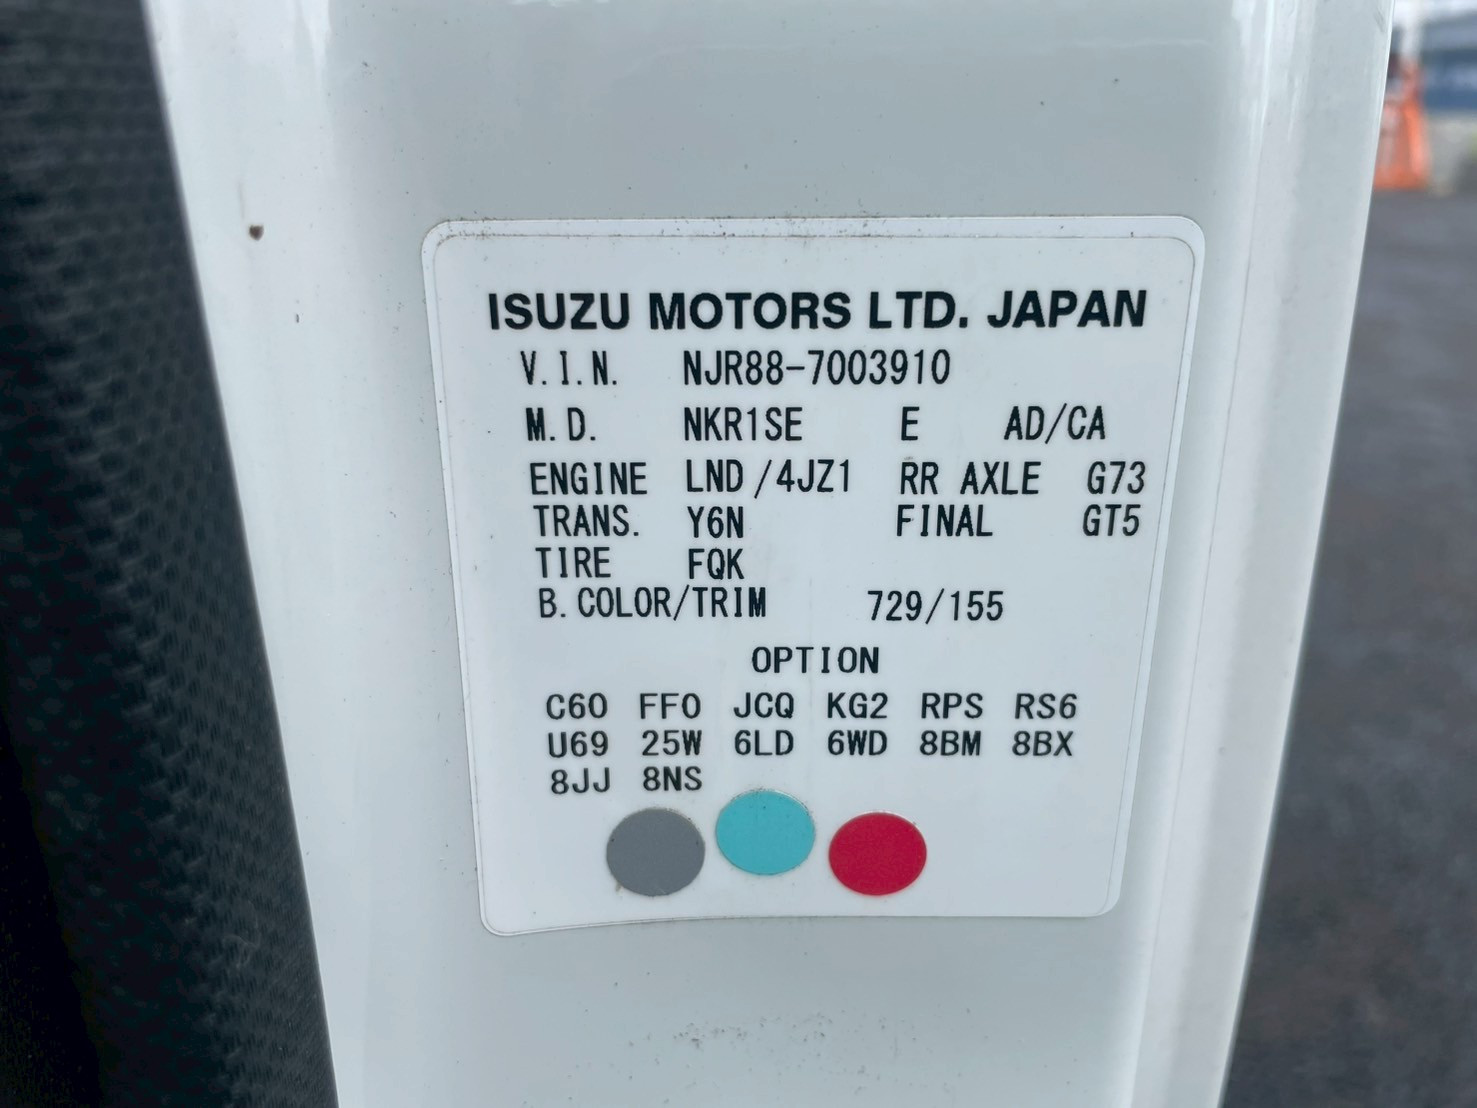 ISUZU MOTORS LTD. JAPAN
V.I.N. NJR88-7003910
M.D. NKR1SE E AD/CA
ENGINE LND/4JZ1 RR AXLE G73
TRANS. Y6N FINAL GT5
TIRE FQK
B.COLOR/TRIM 729/155
OPTION
C60 FF0 JCQ KG2 RPS RS6
U69 25W 6LD 6WD 8BM 8BX
8JJ 8NS